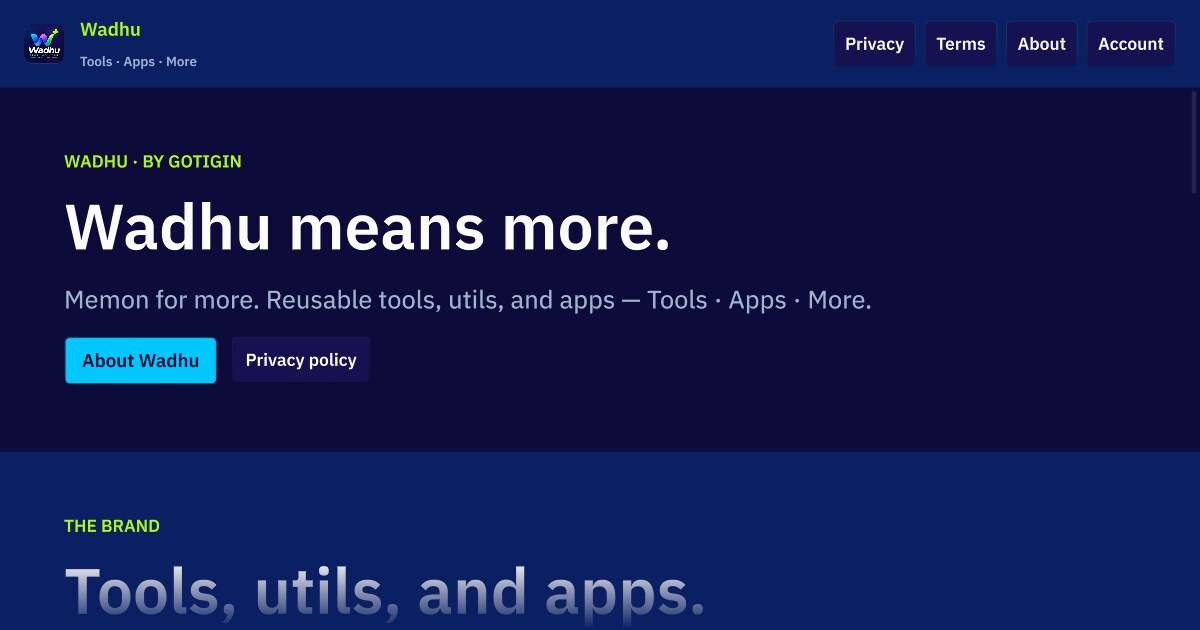 Wadhu
Wadhu
Tools · Apps · More
Privacy
Terms
About
Account
WADHU · BY GOTIGIN
Wadhu means more.
Memon for more. Reusable tools, utils, and apps — Tools · Apps · More.
About Wadhu
Privacy policy
THE BRAND
Tools, utils, and apps.